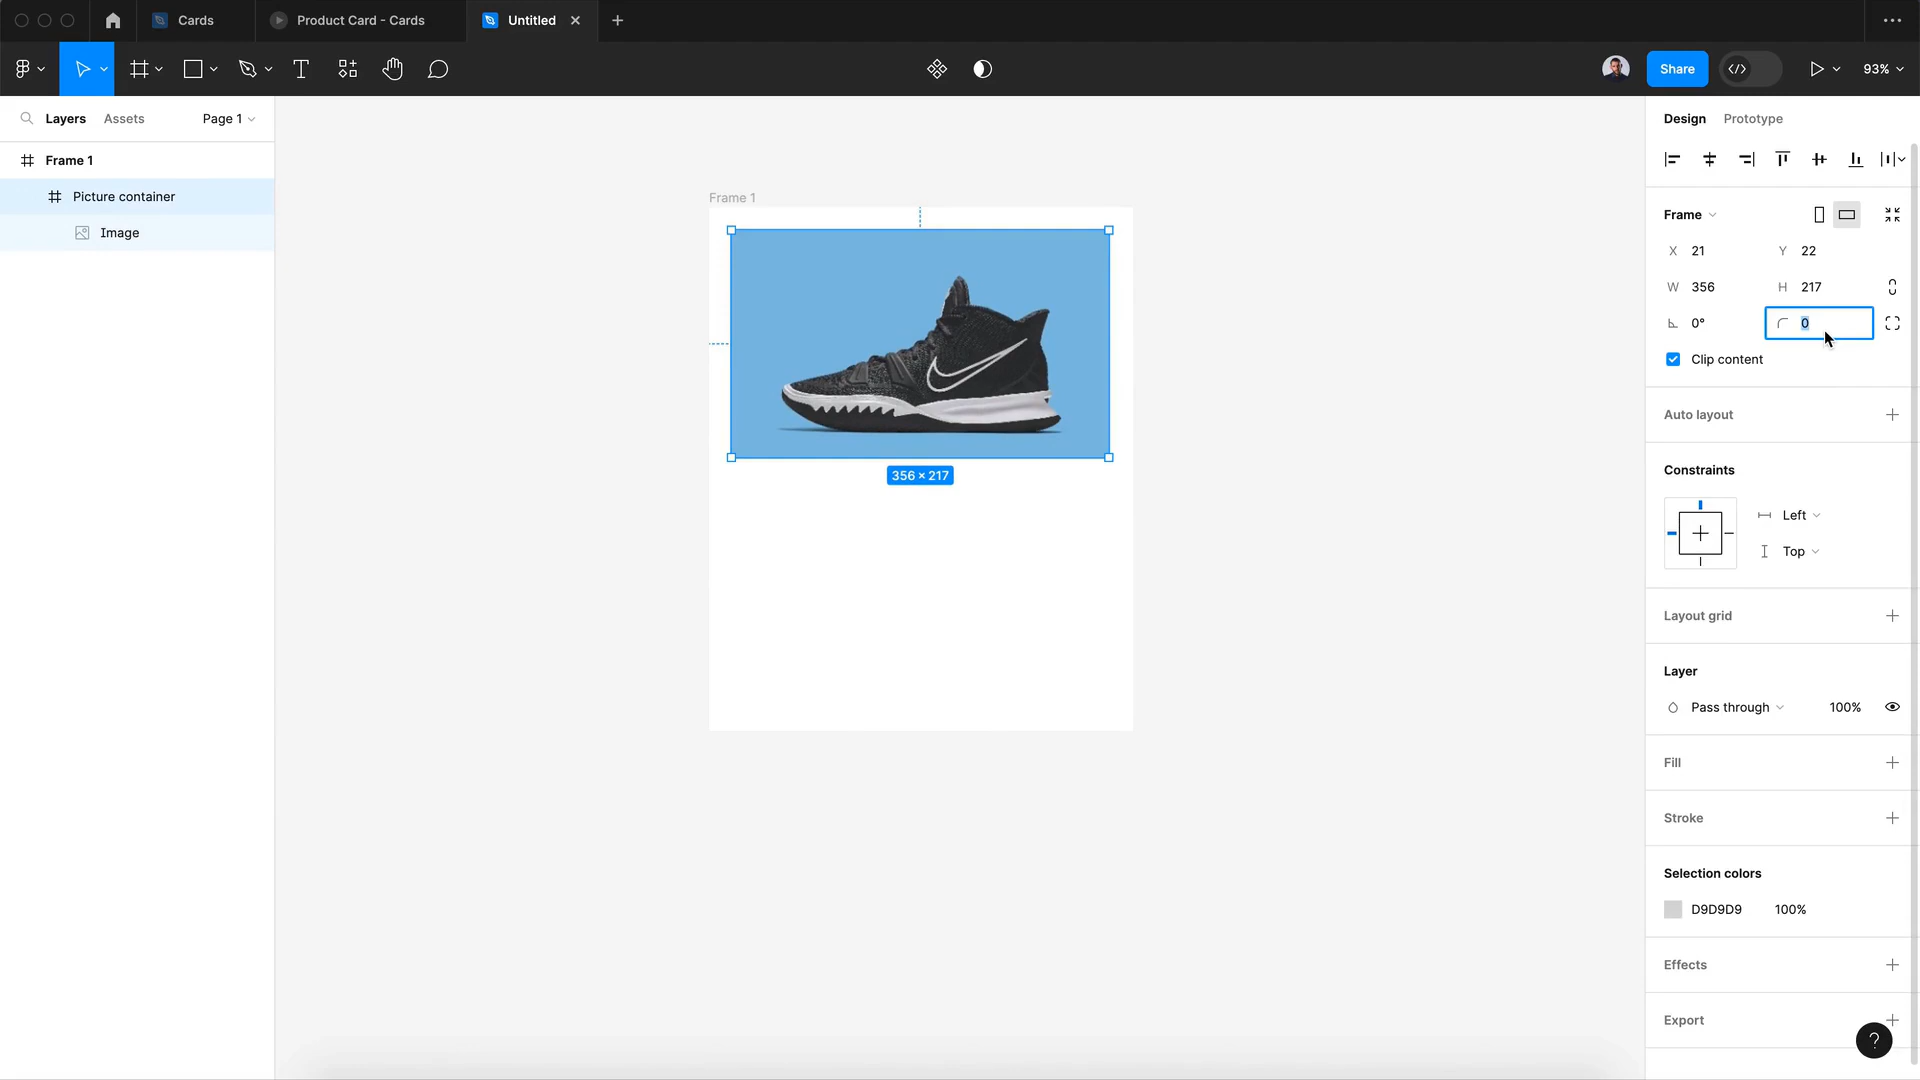 Cards
Product Card - Cards
Untitled
Share
93%
Layers
Assets
Page 1
Design
Prototype
Frame 1
Picture container
Image
Frame 1
356 × 217
Frame
X 21
Y 22
W 356
H 217
0°
0
Clip content
Auto layout
Constraints
Left
Top
Layout grid
Layer
Pass through
100%
Fill
Stroke
Selection colors
D9D9D9 100%
Effects
Export
?